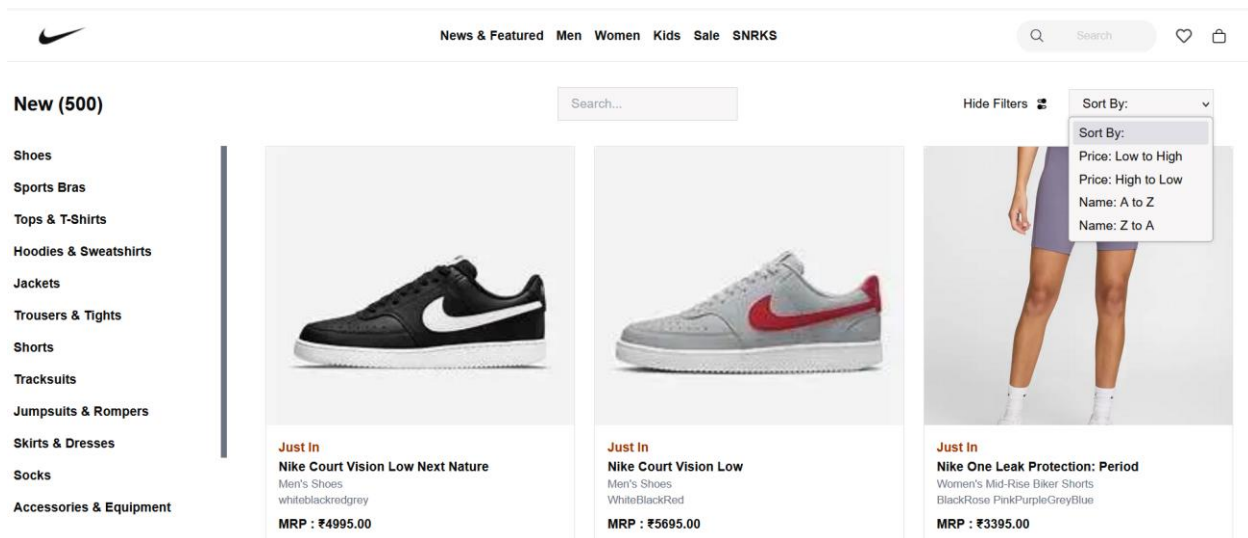 News & Featured Men Women Kids Sale SNRKS
Search
New (500)
Search...
Hide Filters
Sort By:
Sort By:
Price: Low to High
Price: High to Low
Name: A to Z
Name: Z to A
Shoes
Sports Bras
Tops & T-Shirts
Hoodies & Sweatshirts
Jackets
Trousers & Tights
Shorts
Tracksuits
Jumpsuits & Rompers
Skirts & Dresses
Socks
Accessories & Equipment
Just In
Nike Court Vision Low Next Nature
Men's Shoes
whiteblackredgrey
MRP : ₹4995.00
Just In
Nike Court Vision Low
Men's Shoes
WhiteBlackRed
MRP : ₹5695.00
Just In
Nike One Leak Protection: Period
Women's Mid-Rise Biker Shorts
BlackRose PinkPurpleGreyBlue
MRP : ₹3395.00